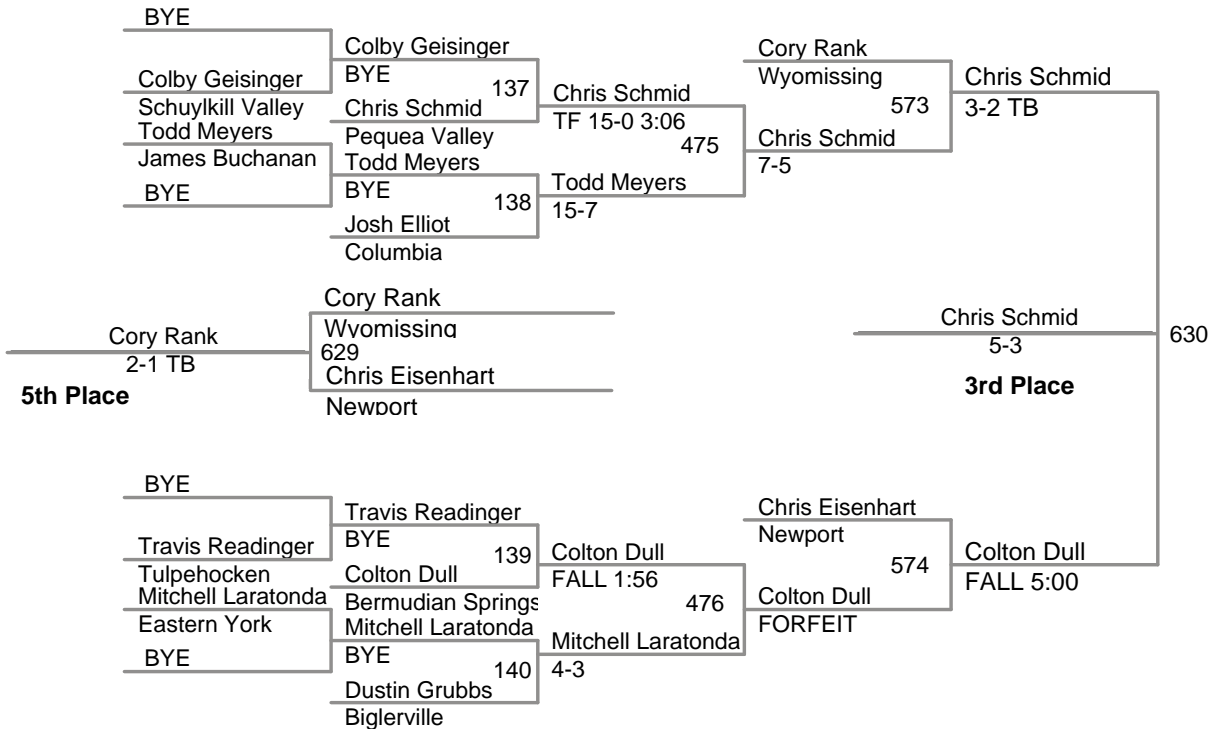 BYE
Colby Geisinger
Schuylkill Valley
Todd Meyers
James Buchanan
BYE
Colby Geisinger
BYE
137
Chris Schmid
Pequea Valley
Todd Meyers
BYE
138
Josh Elliot
Columbia
Chris Schmid
TF 15-0 3:06
475
Todd Meyers
15-7
Cory Rank
Wyomissing
573
Chris Schmid
7-5
Chris Schmid
3-2 TB
Cory Rank
2-1 TB
5th Place
Cory Rank
Wyomissing
629
Chris Eisenhart
Newport
Chris Schmid
5-3
3rd Place
630
BYE
Travis Readinger
Tulpehocken
Mitchell Laratonda
Eastern York
BYE
Travis Readinger
BYE
139
Colton Dull
Bermudian Springs
Mitchell Laratonda
BYE
140
Dustin Grubbs
Biglerville
Colton Dull
FALL 1:56
476
Mitchell Laratonda
4-3
Chris Eisenhart
Newport
574
Colton Dull
FORFEIT
Colton Dull
FALL 5:00